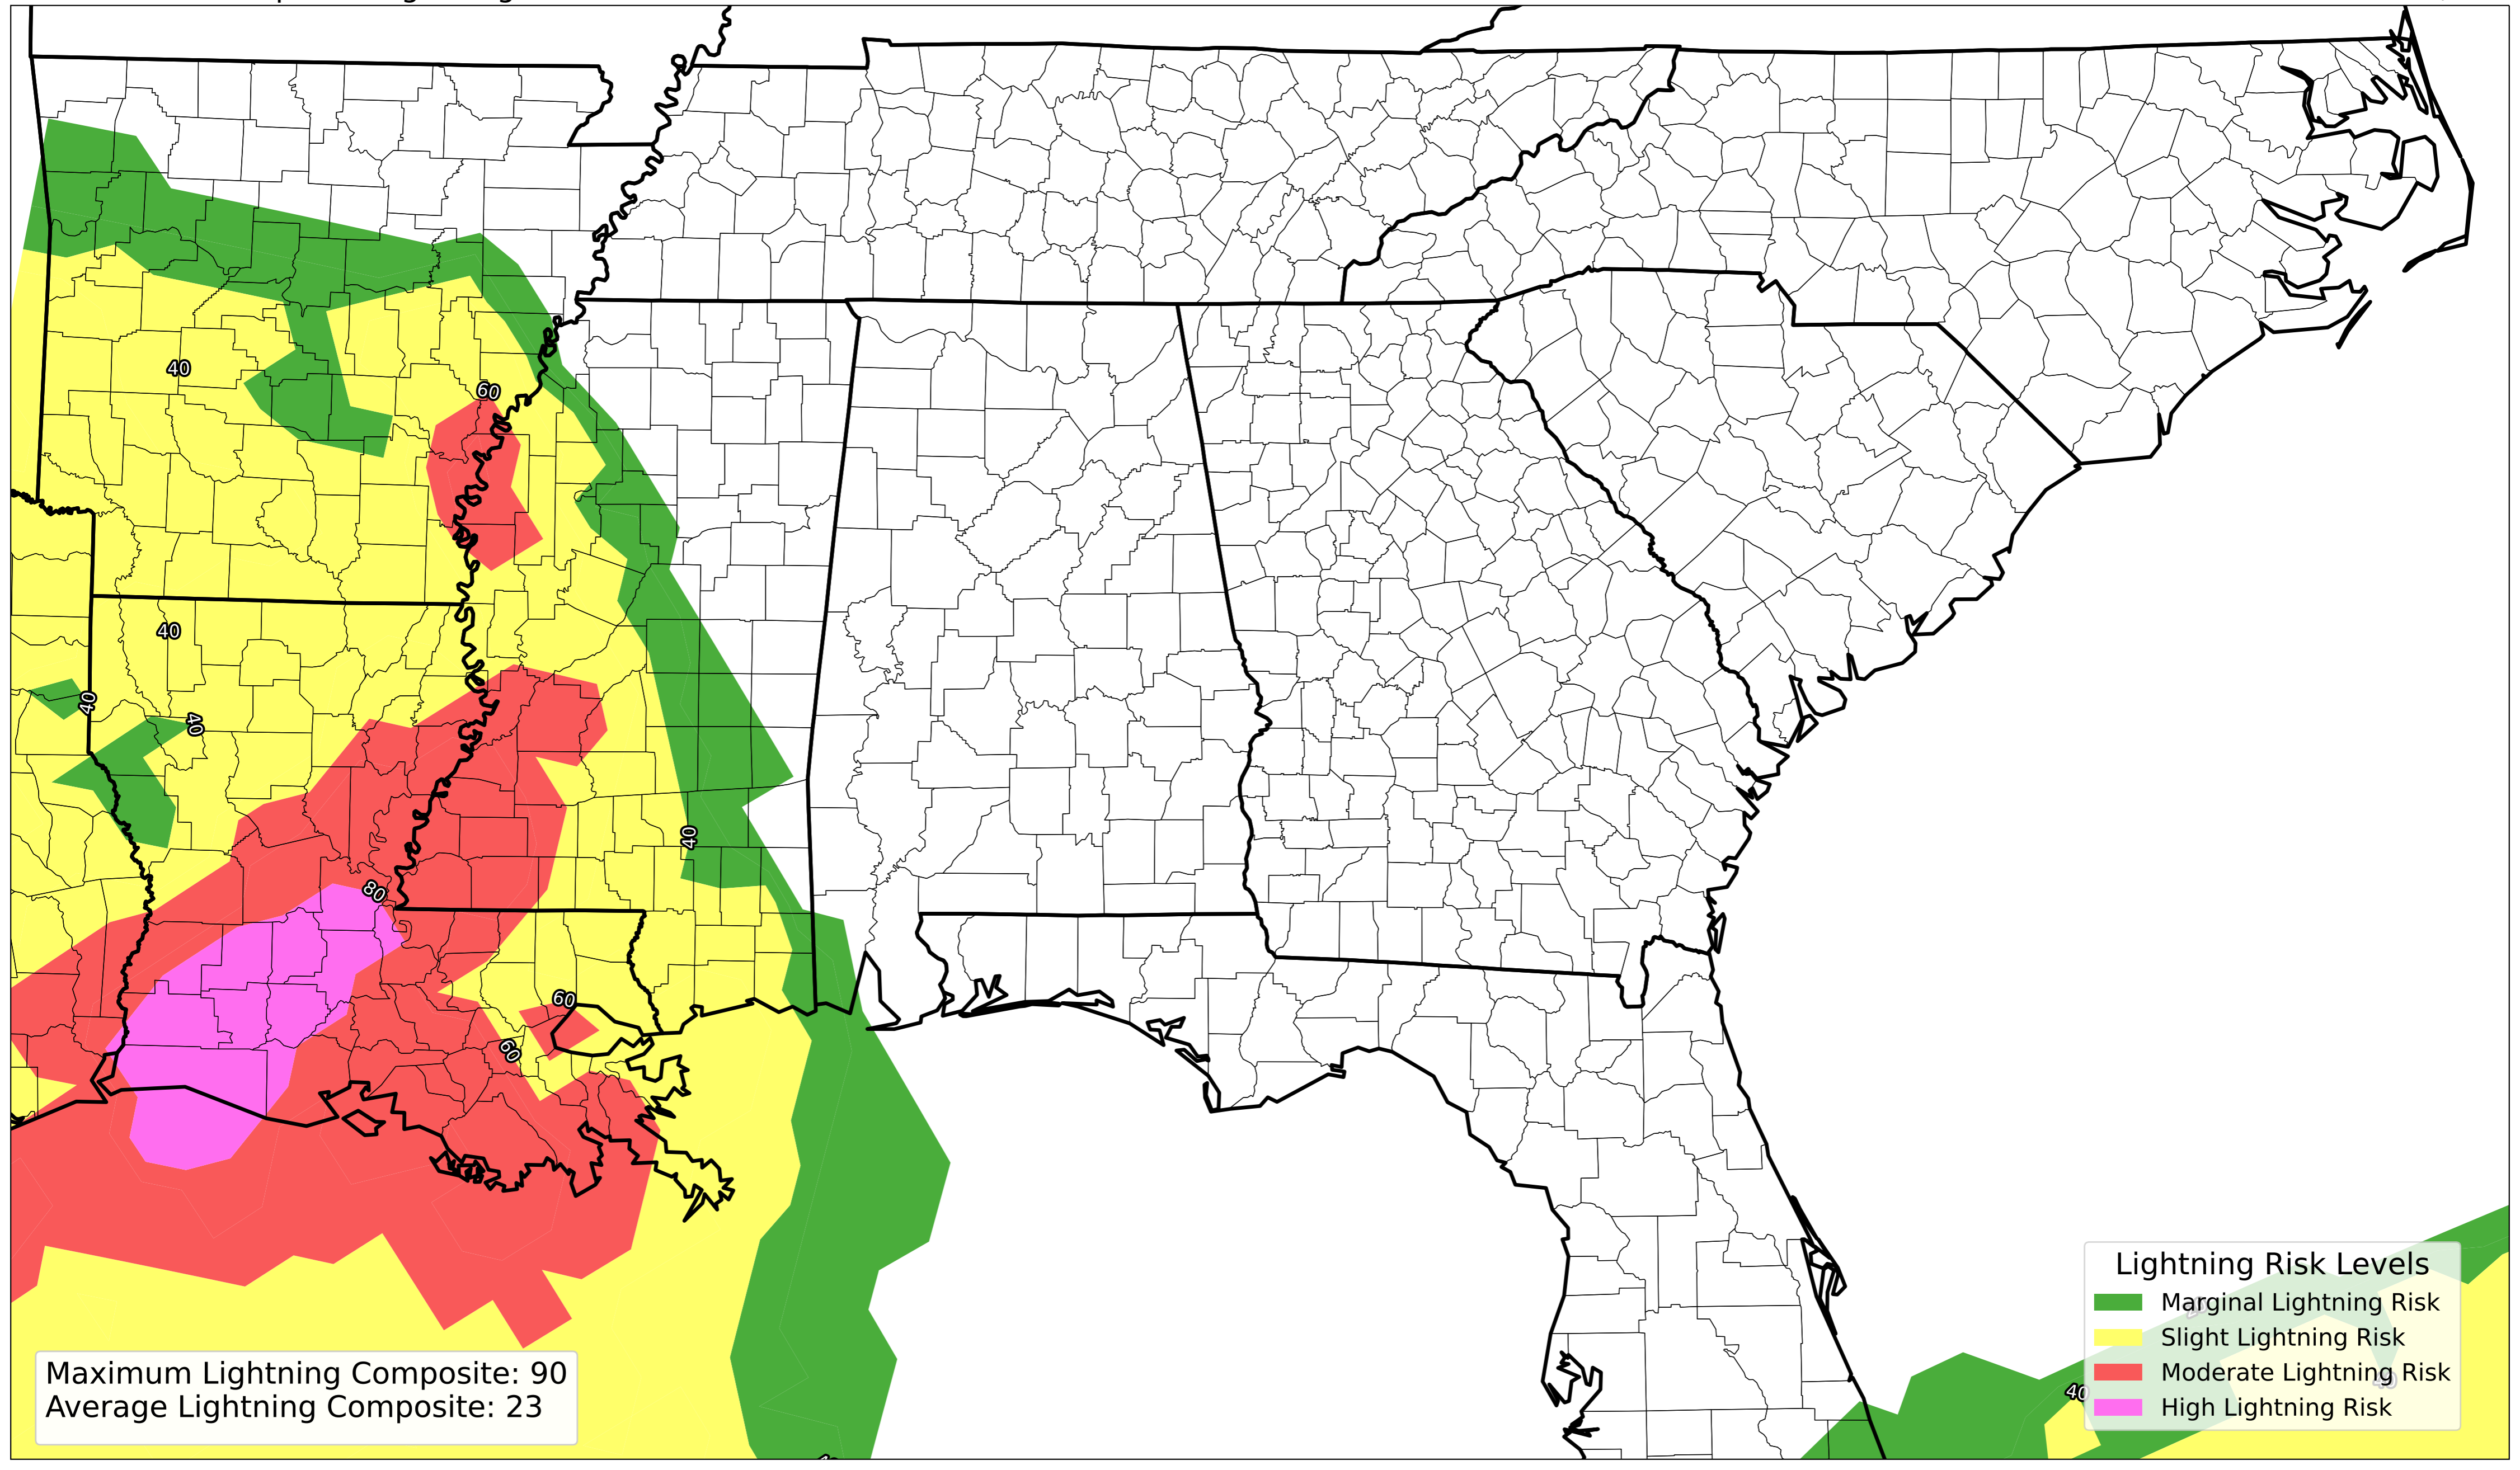 40
60
40
40
40
40
80
60
60
Lightning Risk Levels
Marginal Lightning Risk
Slight Lightning Risk
Moderate Lightning Risk
High Lightning Risk
40
40
Maximum Lightning Composite: 90
Average Lightning Composite: 23